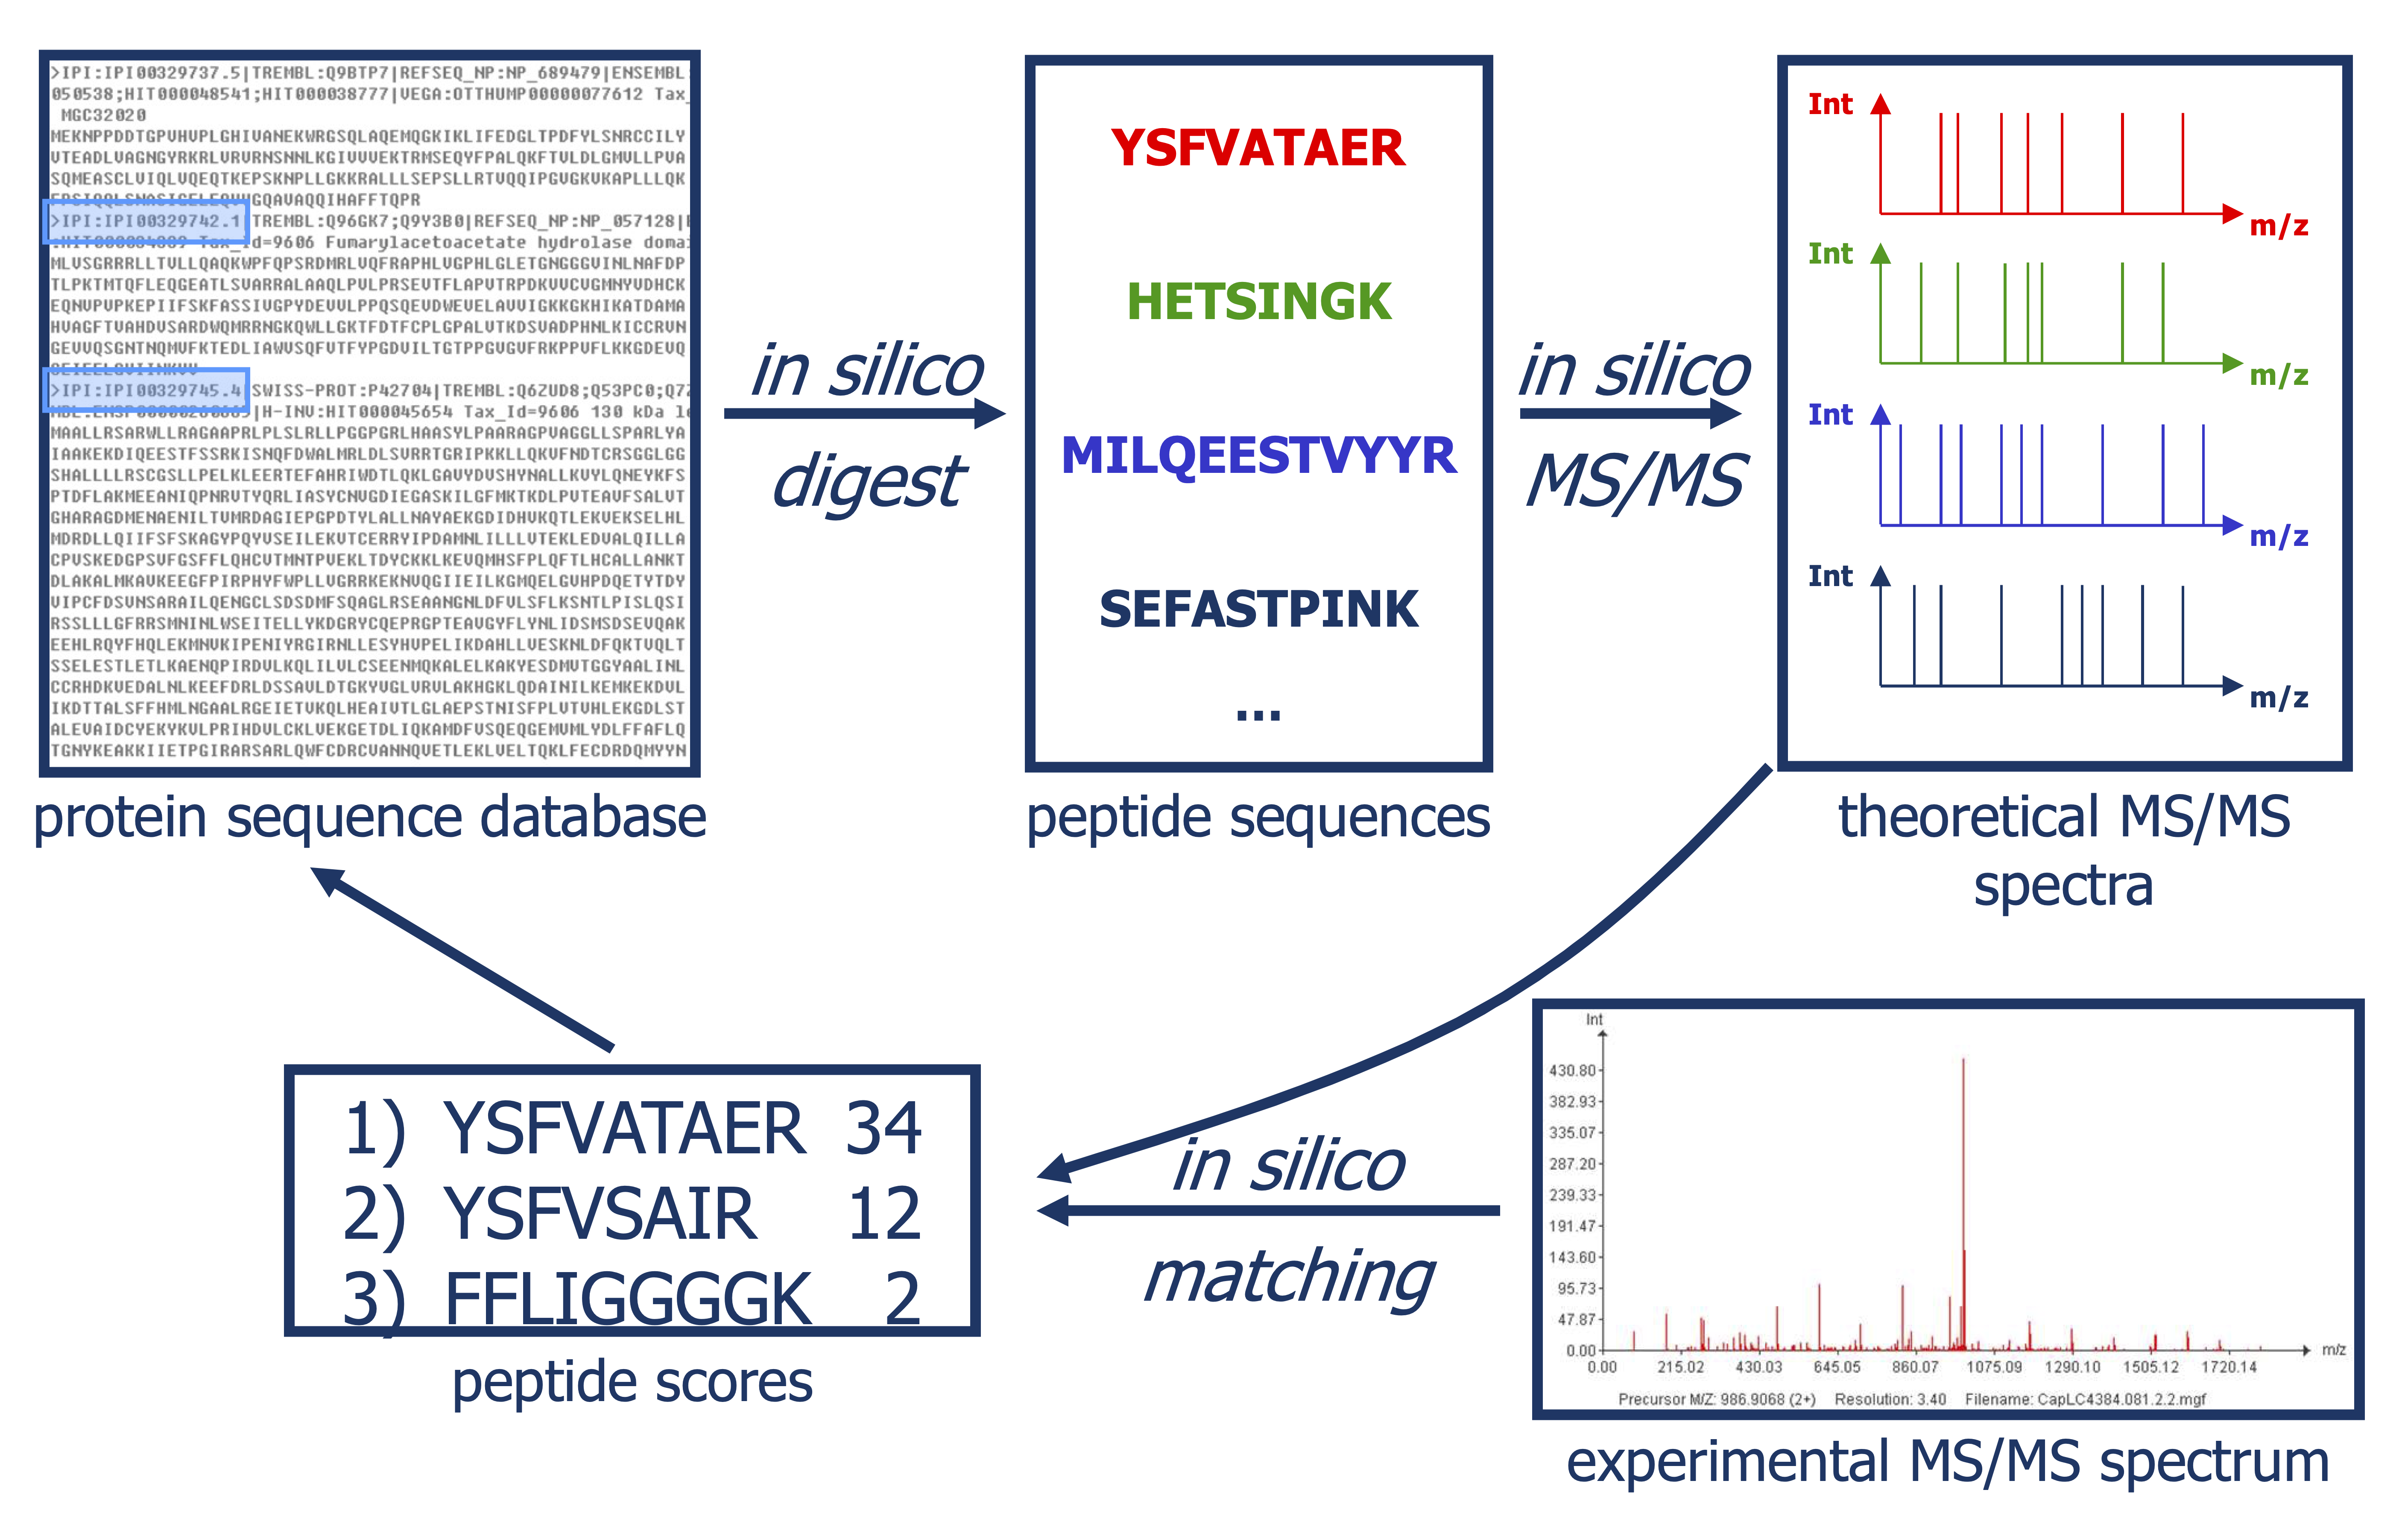 >IPI:IPI00329737.5|TREMBL:Q9BTP7|REFSEQ_NP:NP_689479|ENSEMBL:
050538;HIT000048541;HIT000038777|VEGA:OTTHUMP00000077612 Tax_
MGC32020
MEKNPPDDTGPVHVPLGHIVANEKWRGSQLAQEMQGKIKLIFEDGLTPDFYLSNRCCILY
VTEADLVAGNGYRKRLVRVRNSNNLKGIVVVEKTRMSEQYFPALQKFTVLDLGMVLLPVA
SQMEASCLVIQLVQEQTKEPSKNPLLGKKRALLLSEPSLLRTVQQIPGVGKVKAPLLLQK
FPSIQQLSNASIGELEQVVGQAVAQQIHAFFTQPR
>IPI:IPI00329742.1|TREMBL:Q96GK7;Q9Y3B0|REFSEQ_NP:NP_057128|
:HIT000034889 Tax_Id=9606 Fumarylacetoacetate hydrolase domai
MLVSGRRRLLTVLLQAQKWPFQPSRDMRLVQFRAPHLVGPHLGLETGNGGGVINLNAFDP
TLPKTMTQFLEQGEATLSVARRALAAQLPVLPRSEVTFLAPVTRPDKVVCVGMNYVDHCK
EQNVPVPKEPIIFSKFASSIVGPYDEVVLPPQSQEVDWEVELAVVIGKKGKHIKATDAMA
HVAGFTVAHDVSARDWQMRRNGKQWLLGKTFDTFCPLGPALVTKDSVADPHNLKICCRVN
GEVVQSGNTNQMVFKTEDLIAWVSQFVTFYPGDVILTGTPPGVGVFRKPPVFLKKGDEVQ
>IPI:IPI00329745.4|SWISS-PROT:P42704|TREMBL:Q6ZUD8;Q53PC0;Q7Z
|H-INV:HIT000045654 Tax_Id=9606 130 kDa le
MAALLRSARWLLRAGAAPRLPLSLRLLPGGPGRLHAASYLPAARAGPVAGGLLSPARLYA
IAAKEKDIQEESTFSSRKISNQFDWALMRLDLSVRRTGRIPKKLLQKVFNDTCRSGGLGG
SHALLLLRSCGSLLPELKLEERTEFAHRIWDTLQKLGAVYDVSHYNALLKVYLQNEYKFS
PTDFLAKMEEANIQPNRVTYQRLIASYCNVGDIEGASKILGFMKTKDLPVTEAVFSALVT
GHARAGDMENAENILTVMRDAGIEPGPDTYLALLNAYAEKGDIDHVKQTLEKVEKSELHL
MDRDLLQIIFSFSKAGYPQYVSEILEKVTCERRYIPDAMNLILLLVTEKLEDVALQILLA
CPVSKEDGPSVFGSFFLQHCVTMNTPVEKLTDYCKKLKEVQMHSFPLQFTLHCALLANKT
DLAKALMKAVKEEGFPIRPHYFWPLLVGRRKEKNVQGIIEILKGMQELGVHPDQETYTDY
VIPCFDSVNSARAILQENGCLSDSDMFSQAGLRSEAANGNLDFVLSFLKSNTLPISLQSI
RSSLLLGFRRSMNINLWSEITELLYKDGRYCQEPRGPTEAVGYFLYNLIDSMSDSEVQAK
EEHLRQYFHQLEKMNVKIPENIYRGIRNLLESYHVPELIKDAHLLVESKNLDFQKTVQLT
SSELESTLETLKAENQPIRDVLKQLILVLCSEENMQKALELKAKYESDMVTGGYAALINL
CCRHDKVEDALNLKEEFDRLDSSAVLDTGKYVGLVRVLAKHGKLQDAINILKEMKEKDVL
IKDTTALSFFHMLNGAALRGEIETVKQLHEAIVTLGLAEPSTNISFPLVTVHLEKGDLST
ALEVAIDCYEKYKVLPRIHDVLCKLVEKGETDLIQKAMDFVSQEQGEMVMLYDLFFAFLQ
TGNYKEAKKIIETPGIRARSARLQWFCDRCVANNQVETLEKLVELTQKLFECDRDQMYYN
protein sequence database
in silico
digest
YSFVATAER
HETSINGK
MILQEESTVYYR
SEFASTPINK
...
peptide sequences
in silico
MS/MS
Int
m/z
Int
m/z
Int
m/z
Int
m/z
theoretical MS/MS
spectra
1) YSFVATAER 34
2) YSFVSAIR 12
3) FFLIGGGGK 2
peptide scores
in silico
matching
Int
430.80
382.93
335.07
287.20
239.33
191.47
143.60
95.73
47.87
0.00
0.00 215.02 430.03 645.05 860.07 1075.09 1290.10 1505.12 1720.14
m/z
Precursor M/Z: 986.9068 (2+) Resolution: 3.40 Filename: CapLC4384.081.2.2.mgf
experimental MS/MS spectrum